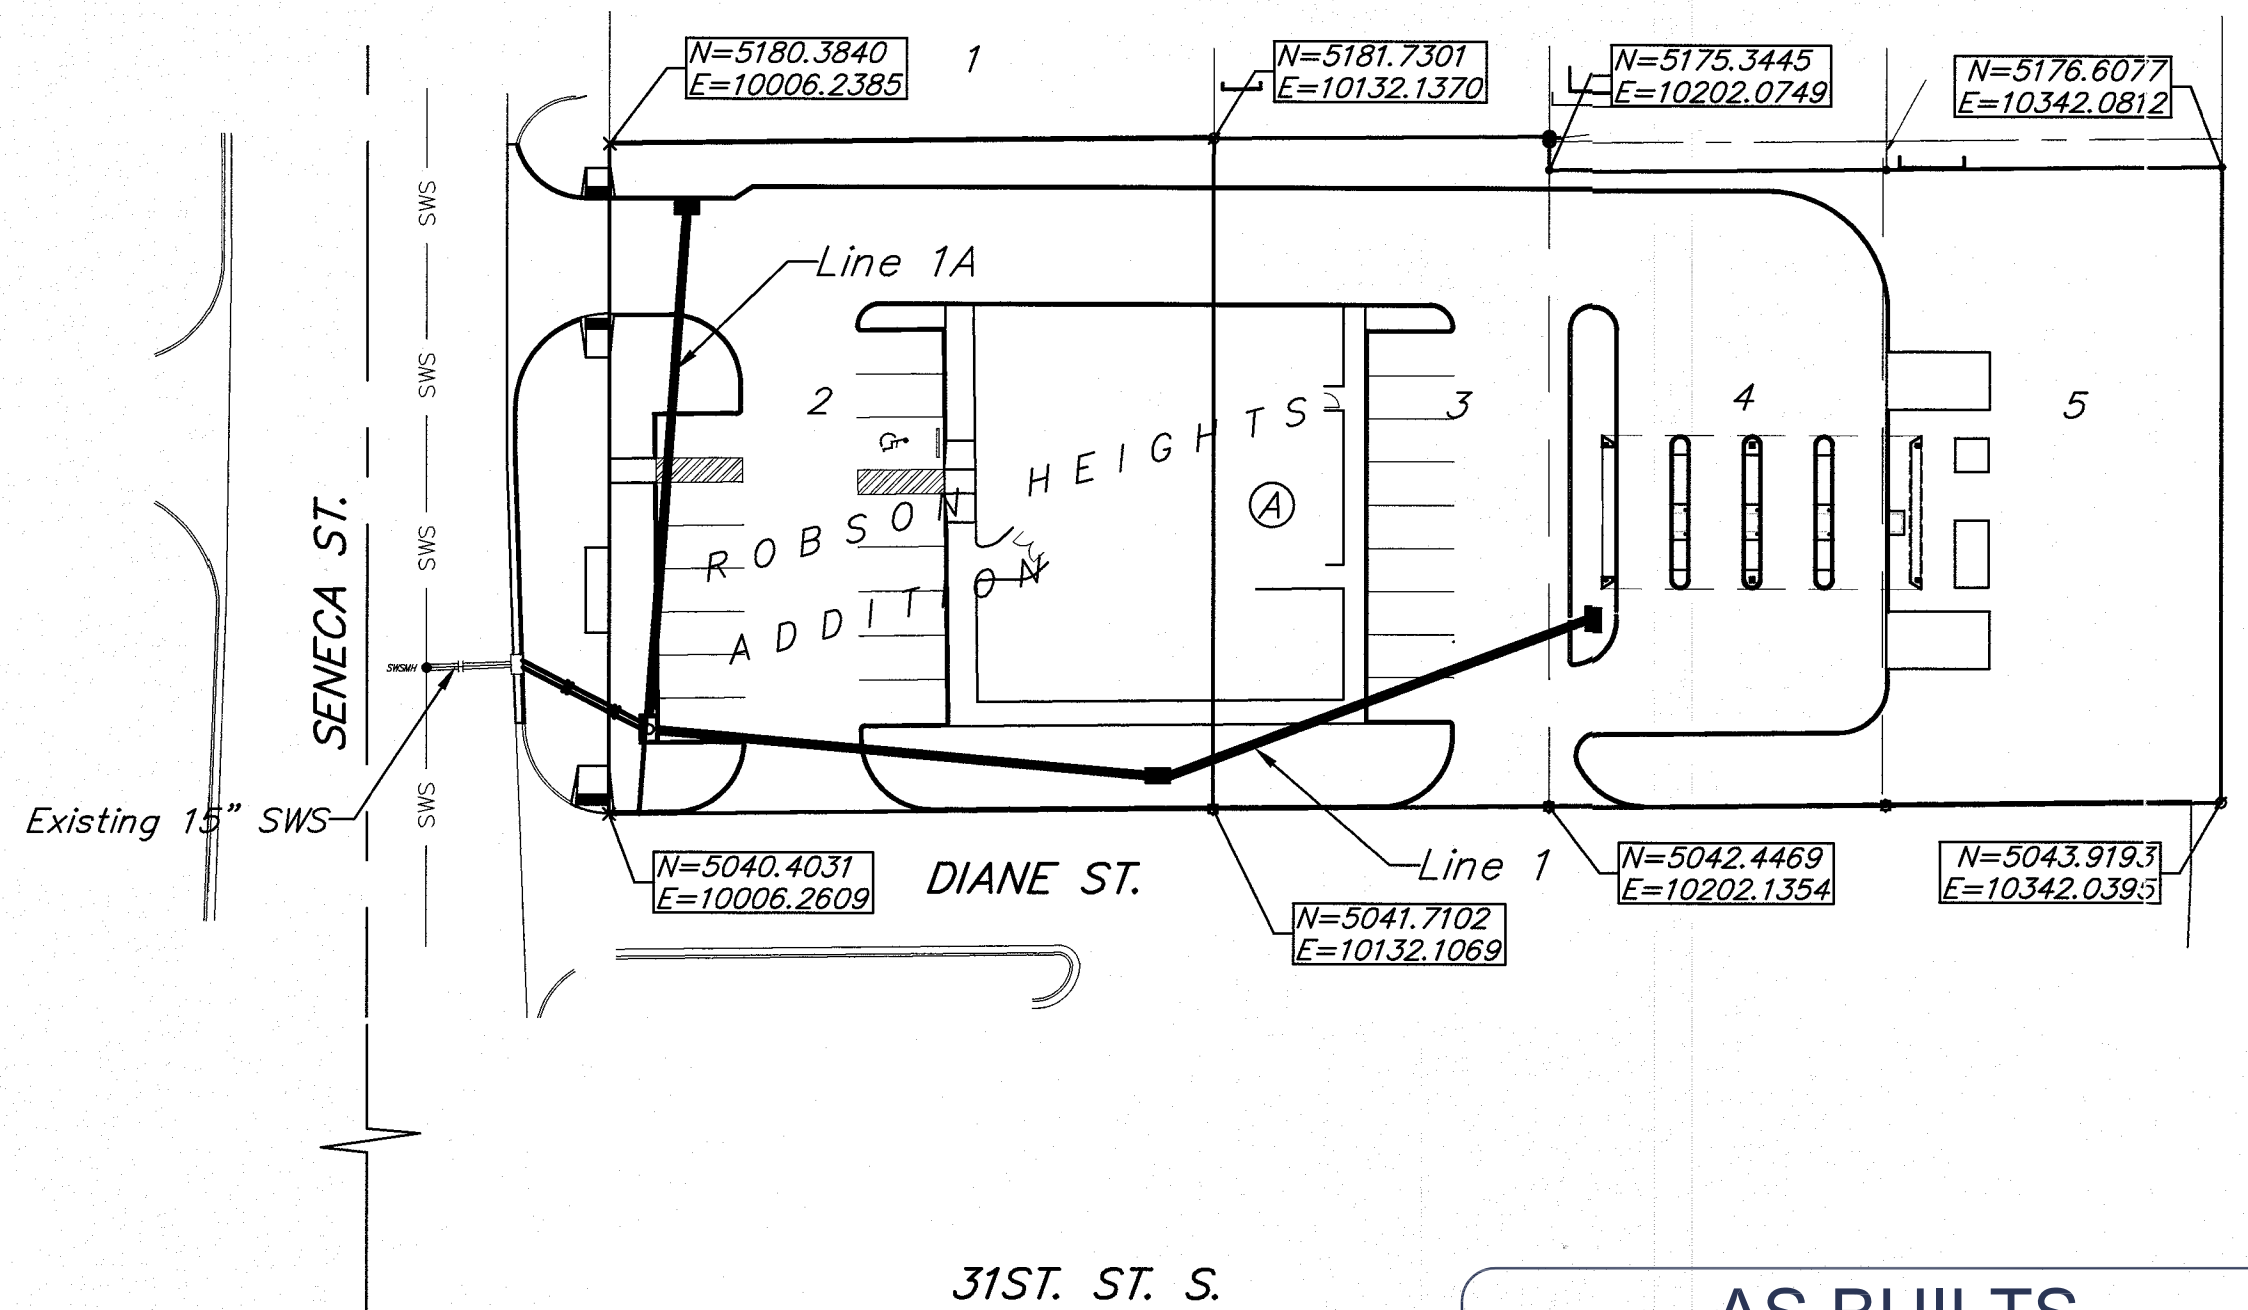 N=5180.3840
E=10006.2385
1
N=5181.7301
E=10132.1370
N=5175.3445
E=10202.0749
N=5176.6077
E=10342.0812
SWS
Line 1A
SWS
2
HEIGHTS
3
4
5
A
ROBSON
SENECA ST.
SWS
ADDITION
SWSMH
Existing 15" SWS
SWS
N=5040.4031
E=10006.2609
DIANE ST.
Line 1
N=5042.4469
E=10202.1354
N=5043.9193
E=10342.0395
N=5041.7102
E=10132.1069
31ST. ST. S.
AS BUILTS